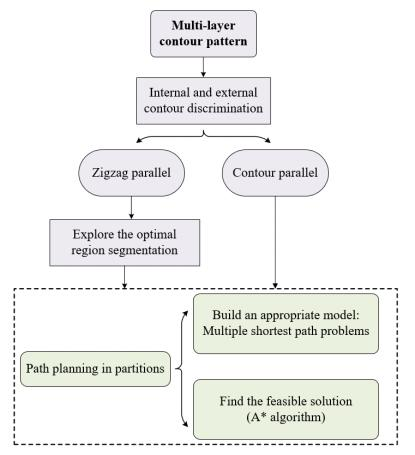 Multi-layer
contour pattern
Internal and external
contour discrimination
Zigzag parallel
Contour parallel
Explore the optimal
region segmentation
Build an appropriate model:
Multiple shortest path problems
Path planning in partitions
Find the feasible solution
(A* algorithm)